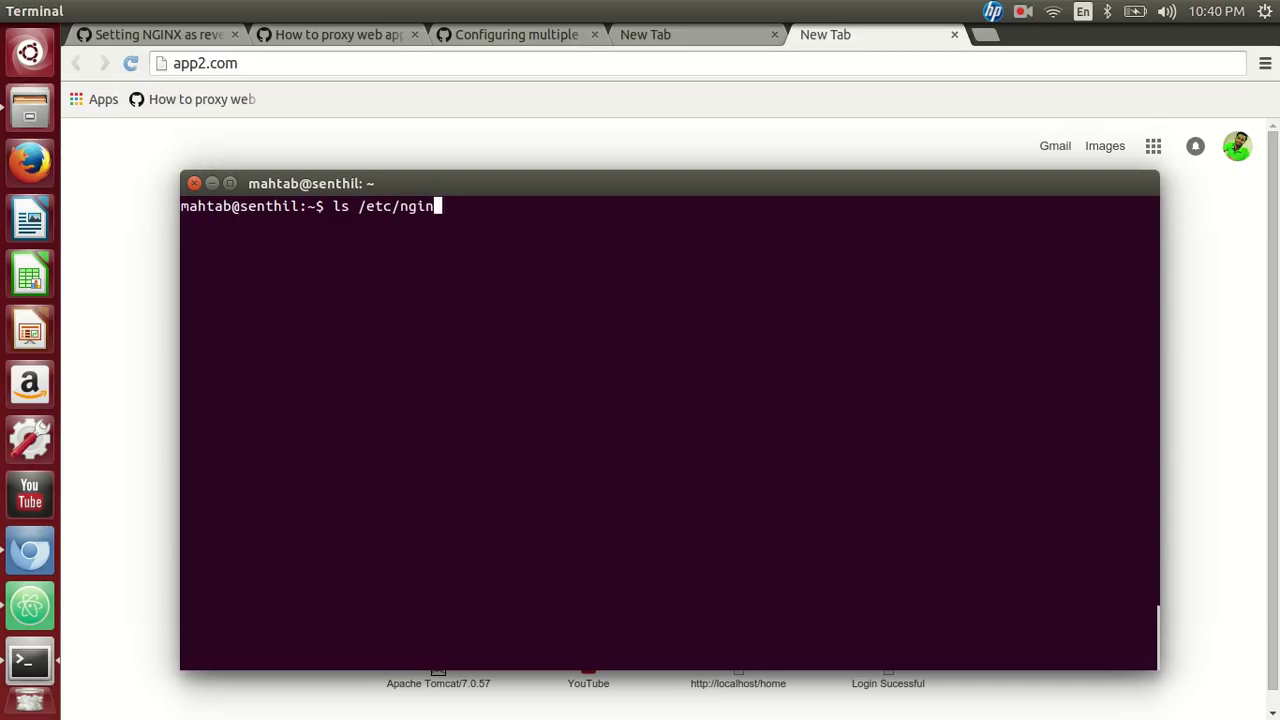 Terminal
hp
En
10:40 PM
Setting NGINX as reve
How to proxy web app
Configuring multiple
New Tab
New Tab
app2.com
Apps
How to proxy web
Gmail
Images
mahtab@senthil: ~
mahtab@senthil:~$ ls /etc/ngin
a
You
Tube
>_
Apache Tomcat/7.0.57
YouTube
http://localhost/home
Login Sucessful